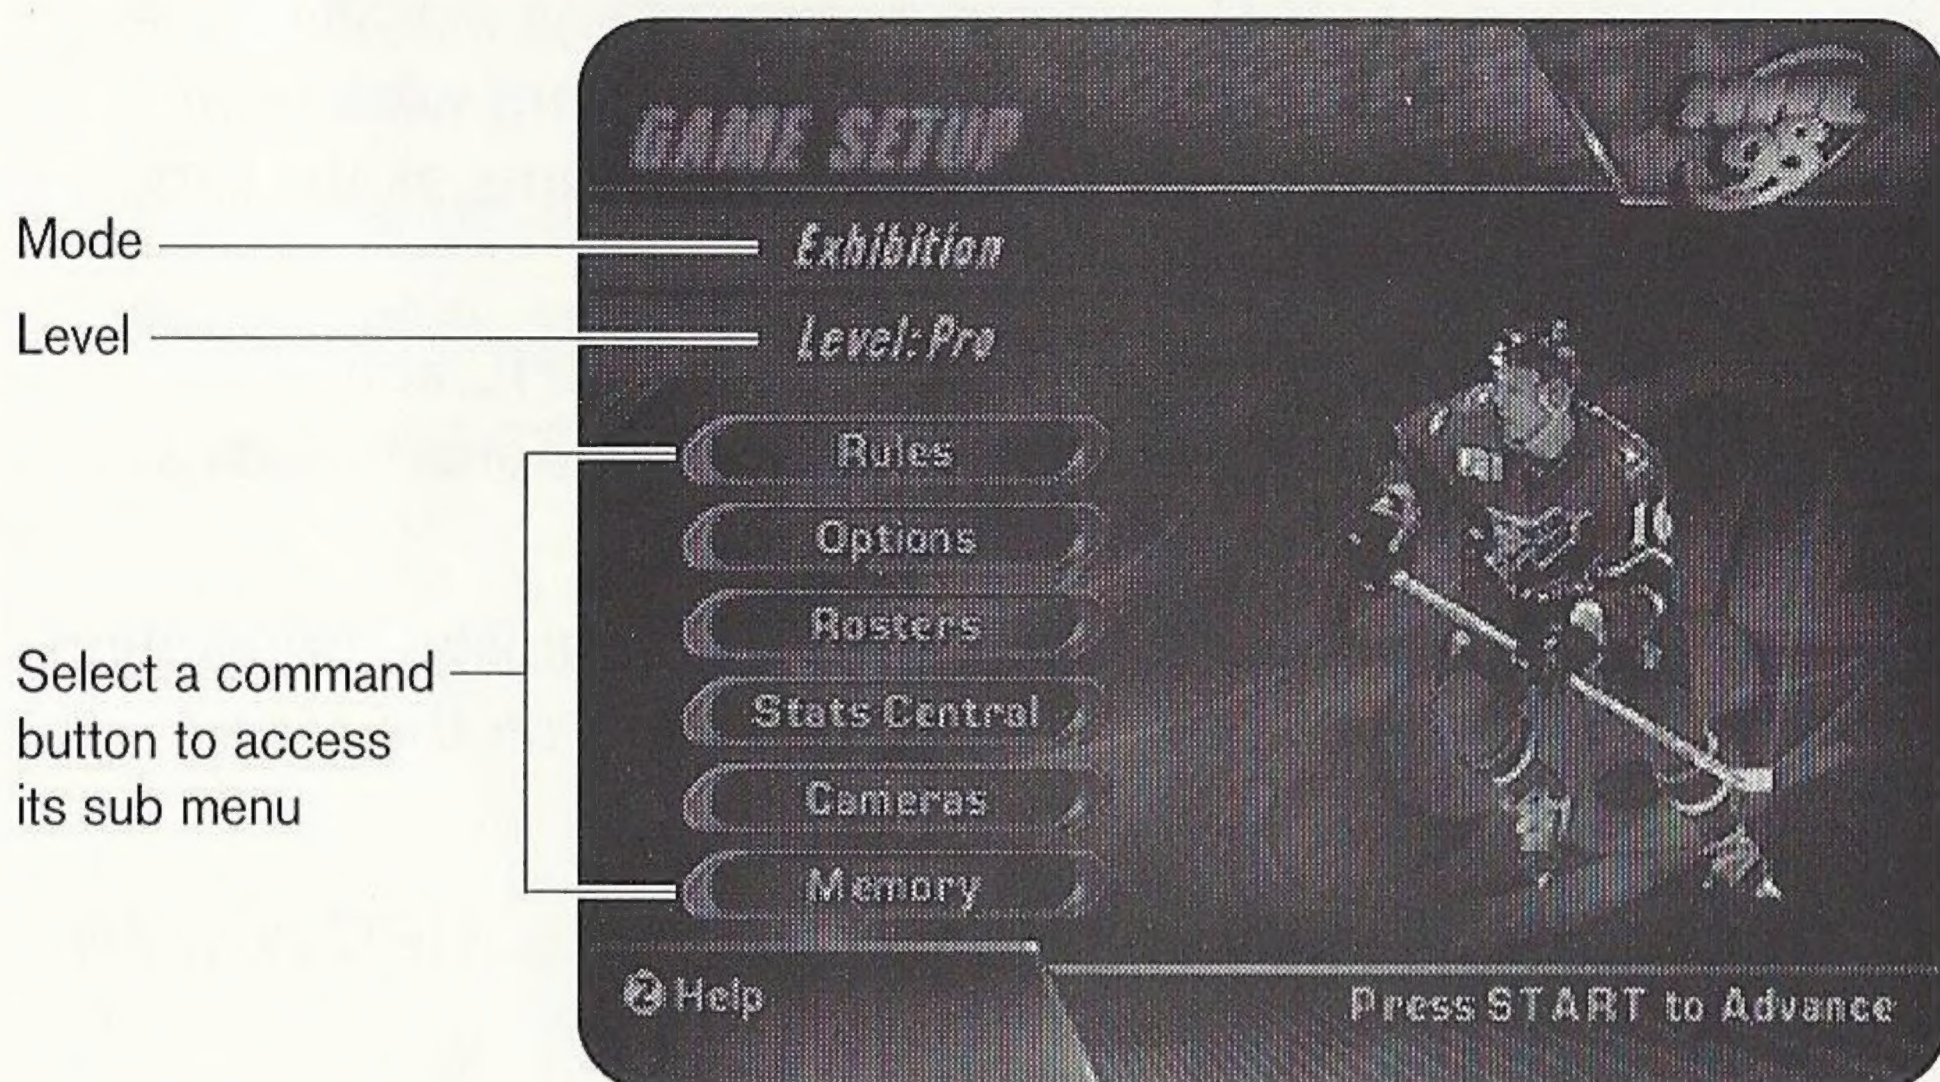 GAME SETUP
Mode
Exhibition
Level
Level: Pro
Rules
Options
Rosters
Select a command
button to access
its sub menu
Stats Central
Cameras
Memory
Z Help
Press START to Advance
16